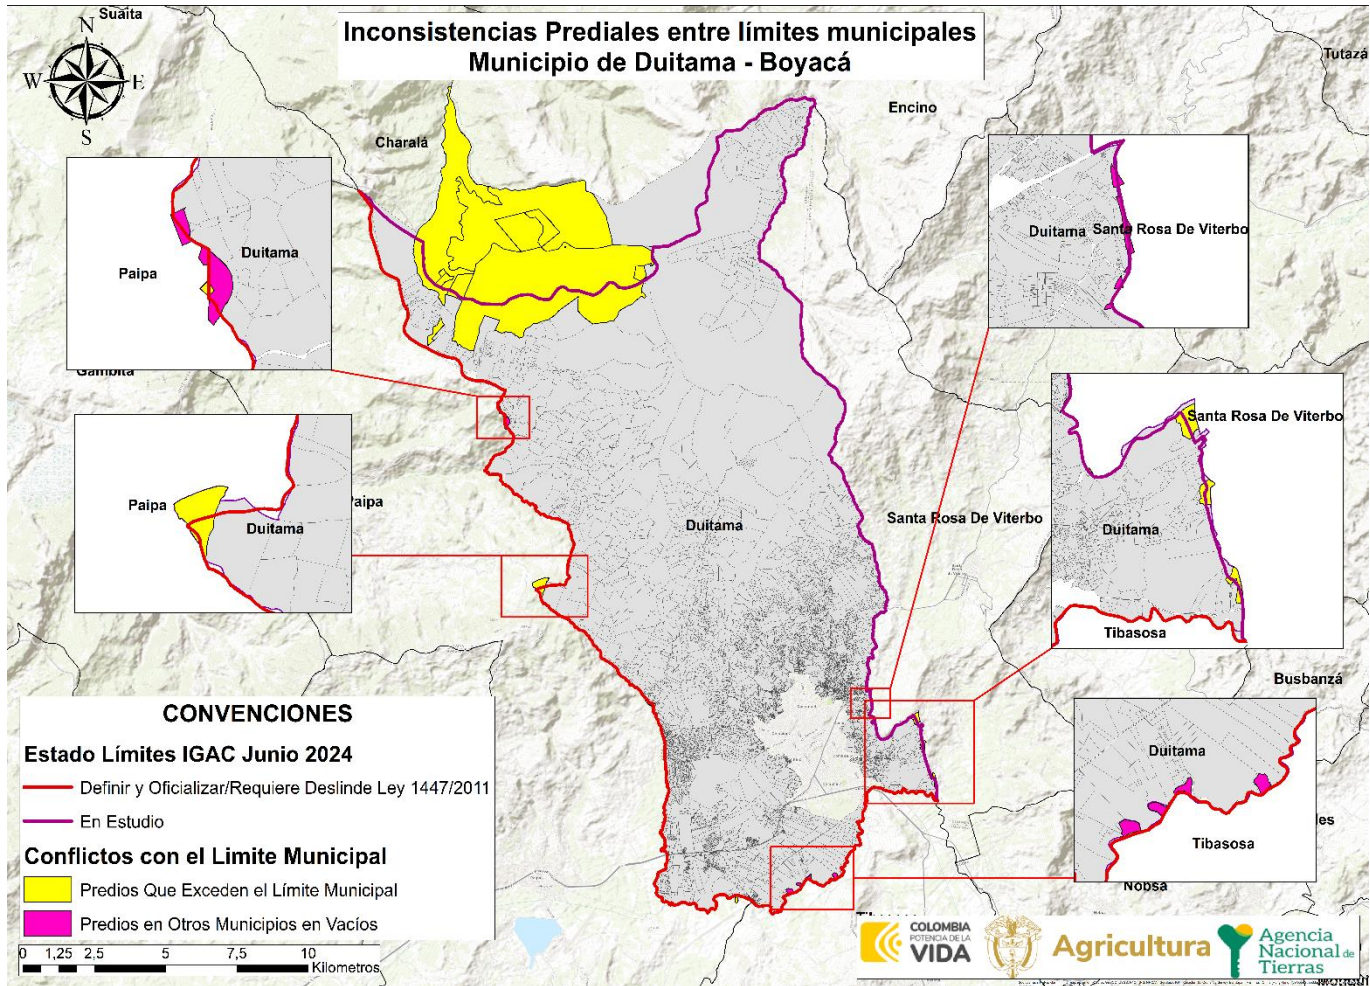 Inconsistencias Prediales entre límites municipales
Municipio de Duitama - Boyacá
Suaita
N
W
E
S
Tutazá
Encino
Charalá
Paipa
Duitama
Gámbita
Duitama
Santa Rosa De Viterbo
Paipa
Duitama
Paipa
Duitama
Santa Rosa De Viterbo
Santa Rosa De Viterbo
Duitama
Tibasosa
Busbanzá
Duitama
Tibasosa
Nobsa
CONVENCIONES
Estado Límites IGAC Junio 2024
Definir y Oficializar/Requiere Deslinde Ley 1447/2011
En Estudio
Conflictos con el Limite Municipal
Predios Que Exceden el Límite Municipal
Predios en Otros Municipios en Vacíos
0 1,25 2,5 5 7,5 10
Kilometros
COLOMBIA
POTENCIA DE LA
VIDA
Agricultura
Agencia
Nacional de
Tierras